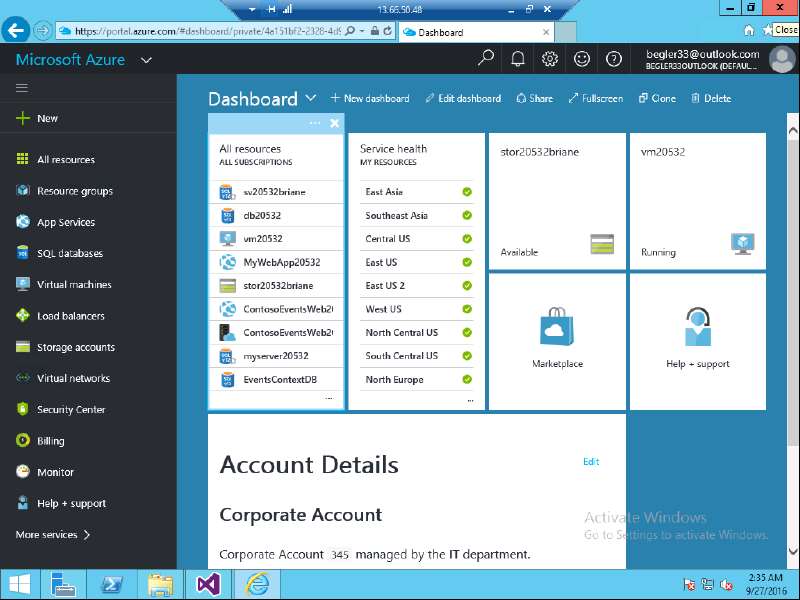 13.66.50.48
https://portal.azure.com/#dashboard/private/4a151bf2-2328-4d9
Dashboard
Close
Microsoft Azure
begler33@outlook.com
BEGLER33OUTLOOK (DEFAUL...
New
All resources
Resource groups
App Services
SQL databases
Virtual machines
Load balancers
Storage accounts
Virtual networks
Security Center
Billing
Monitor
Help + support
More services
Dashboard
+ New dashboard
Edit dashboard
Share
Fullscreen
Clone
Delete
All resources
ALL SUBSCRIPTIONS
sv20532briane
db20532
vm20532
MyWebApp20532
stor20532briane
ContosoEventsWeb20
ContosoEventsWeb20
myserver20532
EventsContextDB
...
Service health
MY RESOURCES
East Asia
Southeast Asia
Central US
East US
East US 2
West US
North Central US
South Central US
North Europe
...
stor20532briane
Available
vm20532
Running
Marketplace
Help + support
Account Details
Edit
Corporate Account
Corporate Account 345 managed by the IT department.
Activate Windows
Go to Settings to activate Windows.
2:35 AM
9/27/2016